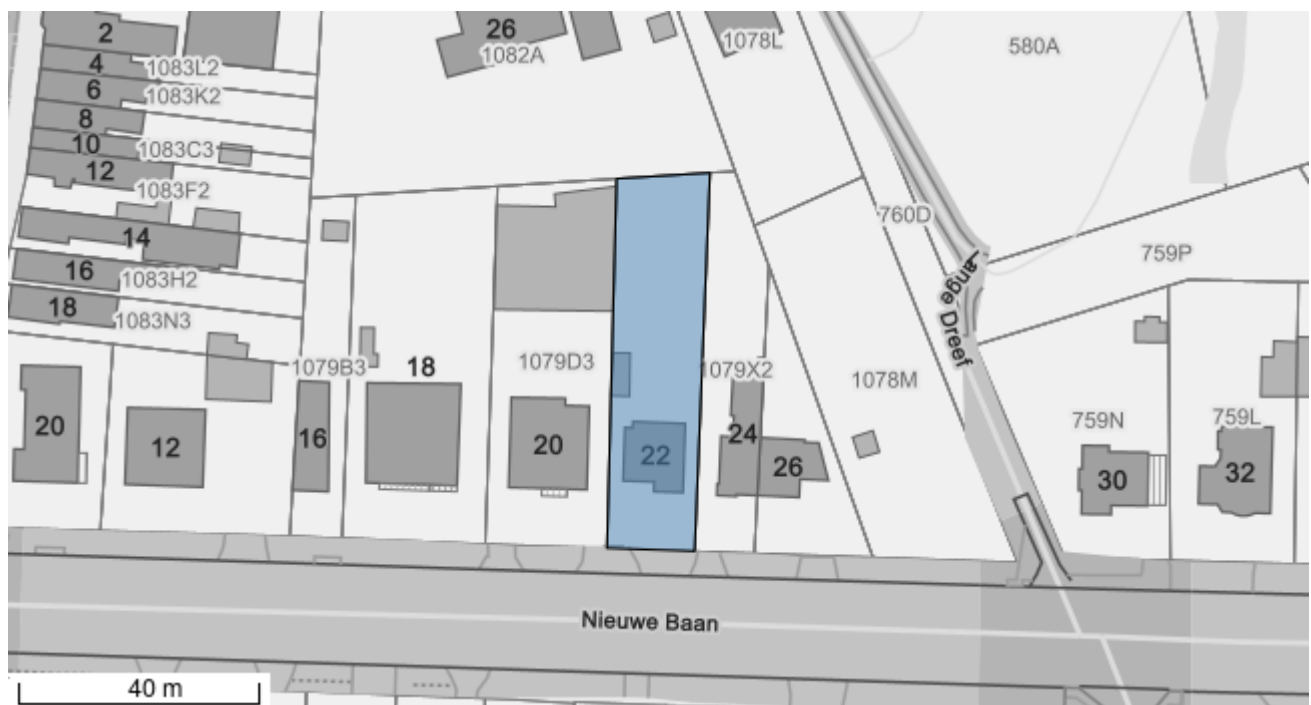 2
26
1082A
1078L
580A
4
1083L2
6
1083K2
8
10
1083C3
12
1083F2
760D
14
759P
16
1083H2
18
1083N3
Lange Dreef
1079B3
18
1079D3
1079X2
1078M
759N
759L
20
12
16
20
22
24
26
30
32
Nieuwe Baan
40 m